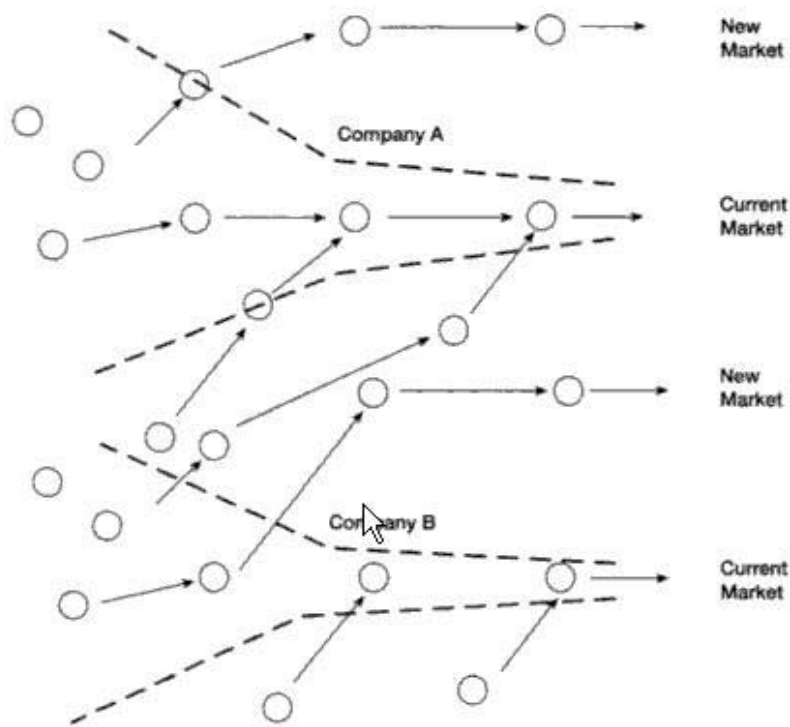 New
Market
Company A
Current
Market
New
Market
Company B
Current
Market